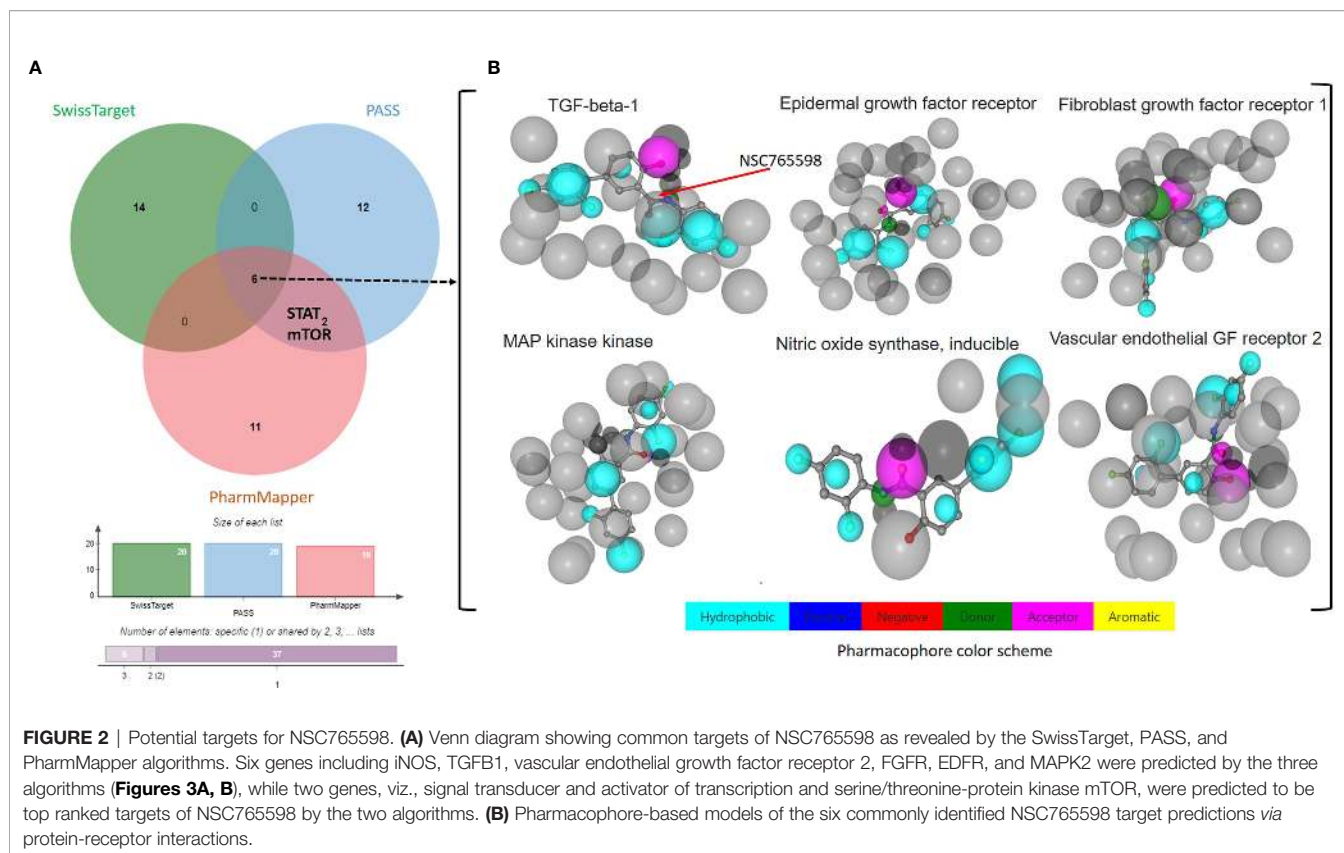 A
SwissTarget
PASS
14
0
12
6
0
STAT2
mTOR
11
PharmMapper
Size of each list
20
10
0
20
20
19
SwissTarget
PASS
PharmMapper
Number of elements: specific (1) or shared by 2, 3, ... lists
6
37
3
2 (2)
1
B
TGF-beta-1
Epidermal growth factor receptor
Fibroblast growth factor receptor 1
NSC765598
MAP kinase kinase
Nitric oxide synthase, inducible
Vascular endothelial GF receptor 2
Hydrophobic
Negative
Donor
Acceptor
Aromatic
Pharmacophore color scheme
FIGURE 2 | Potential targets for NSC765598. (A) Venn diagram showing common targets of NSC765598 as revealed by the SwissTarget, PASS, and
PharmMapper algorithms. Six genes including iNOS, TGFB1, vascular endothelial growth factor receptor 2, FGFR, EDFR, and MAPK2 were predicted by the three
algorithms (Figures 3A, B), while two genes, viz., signal transducer and activator of transcription and serine/threonine-protein kinase mTOR, were predicted to be
top ranked targets of NSC765598 by the two algorithms. (B) Pharmacophore-based models of the six commonly identified NSC765598 target predictions via
protein-receptor interactions.